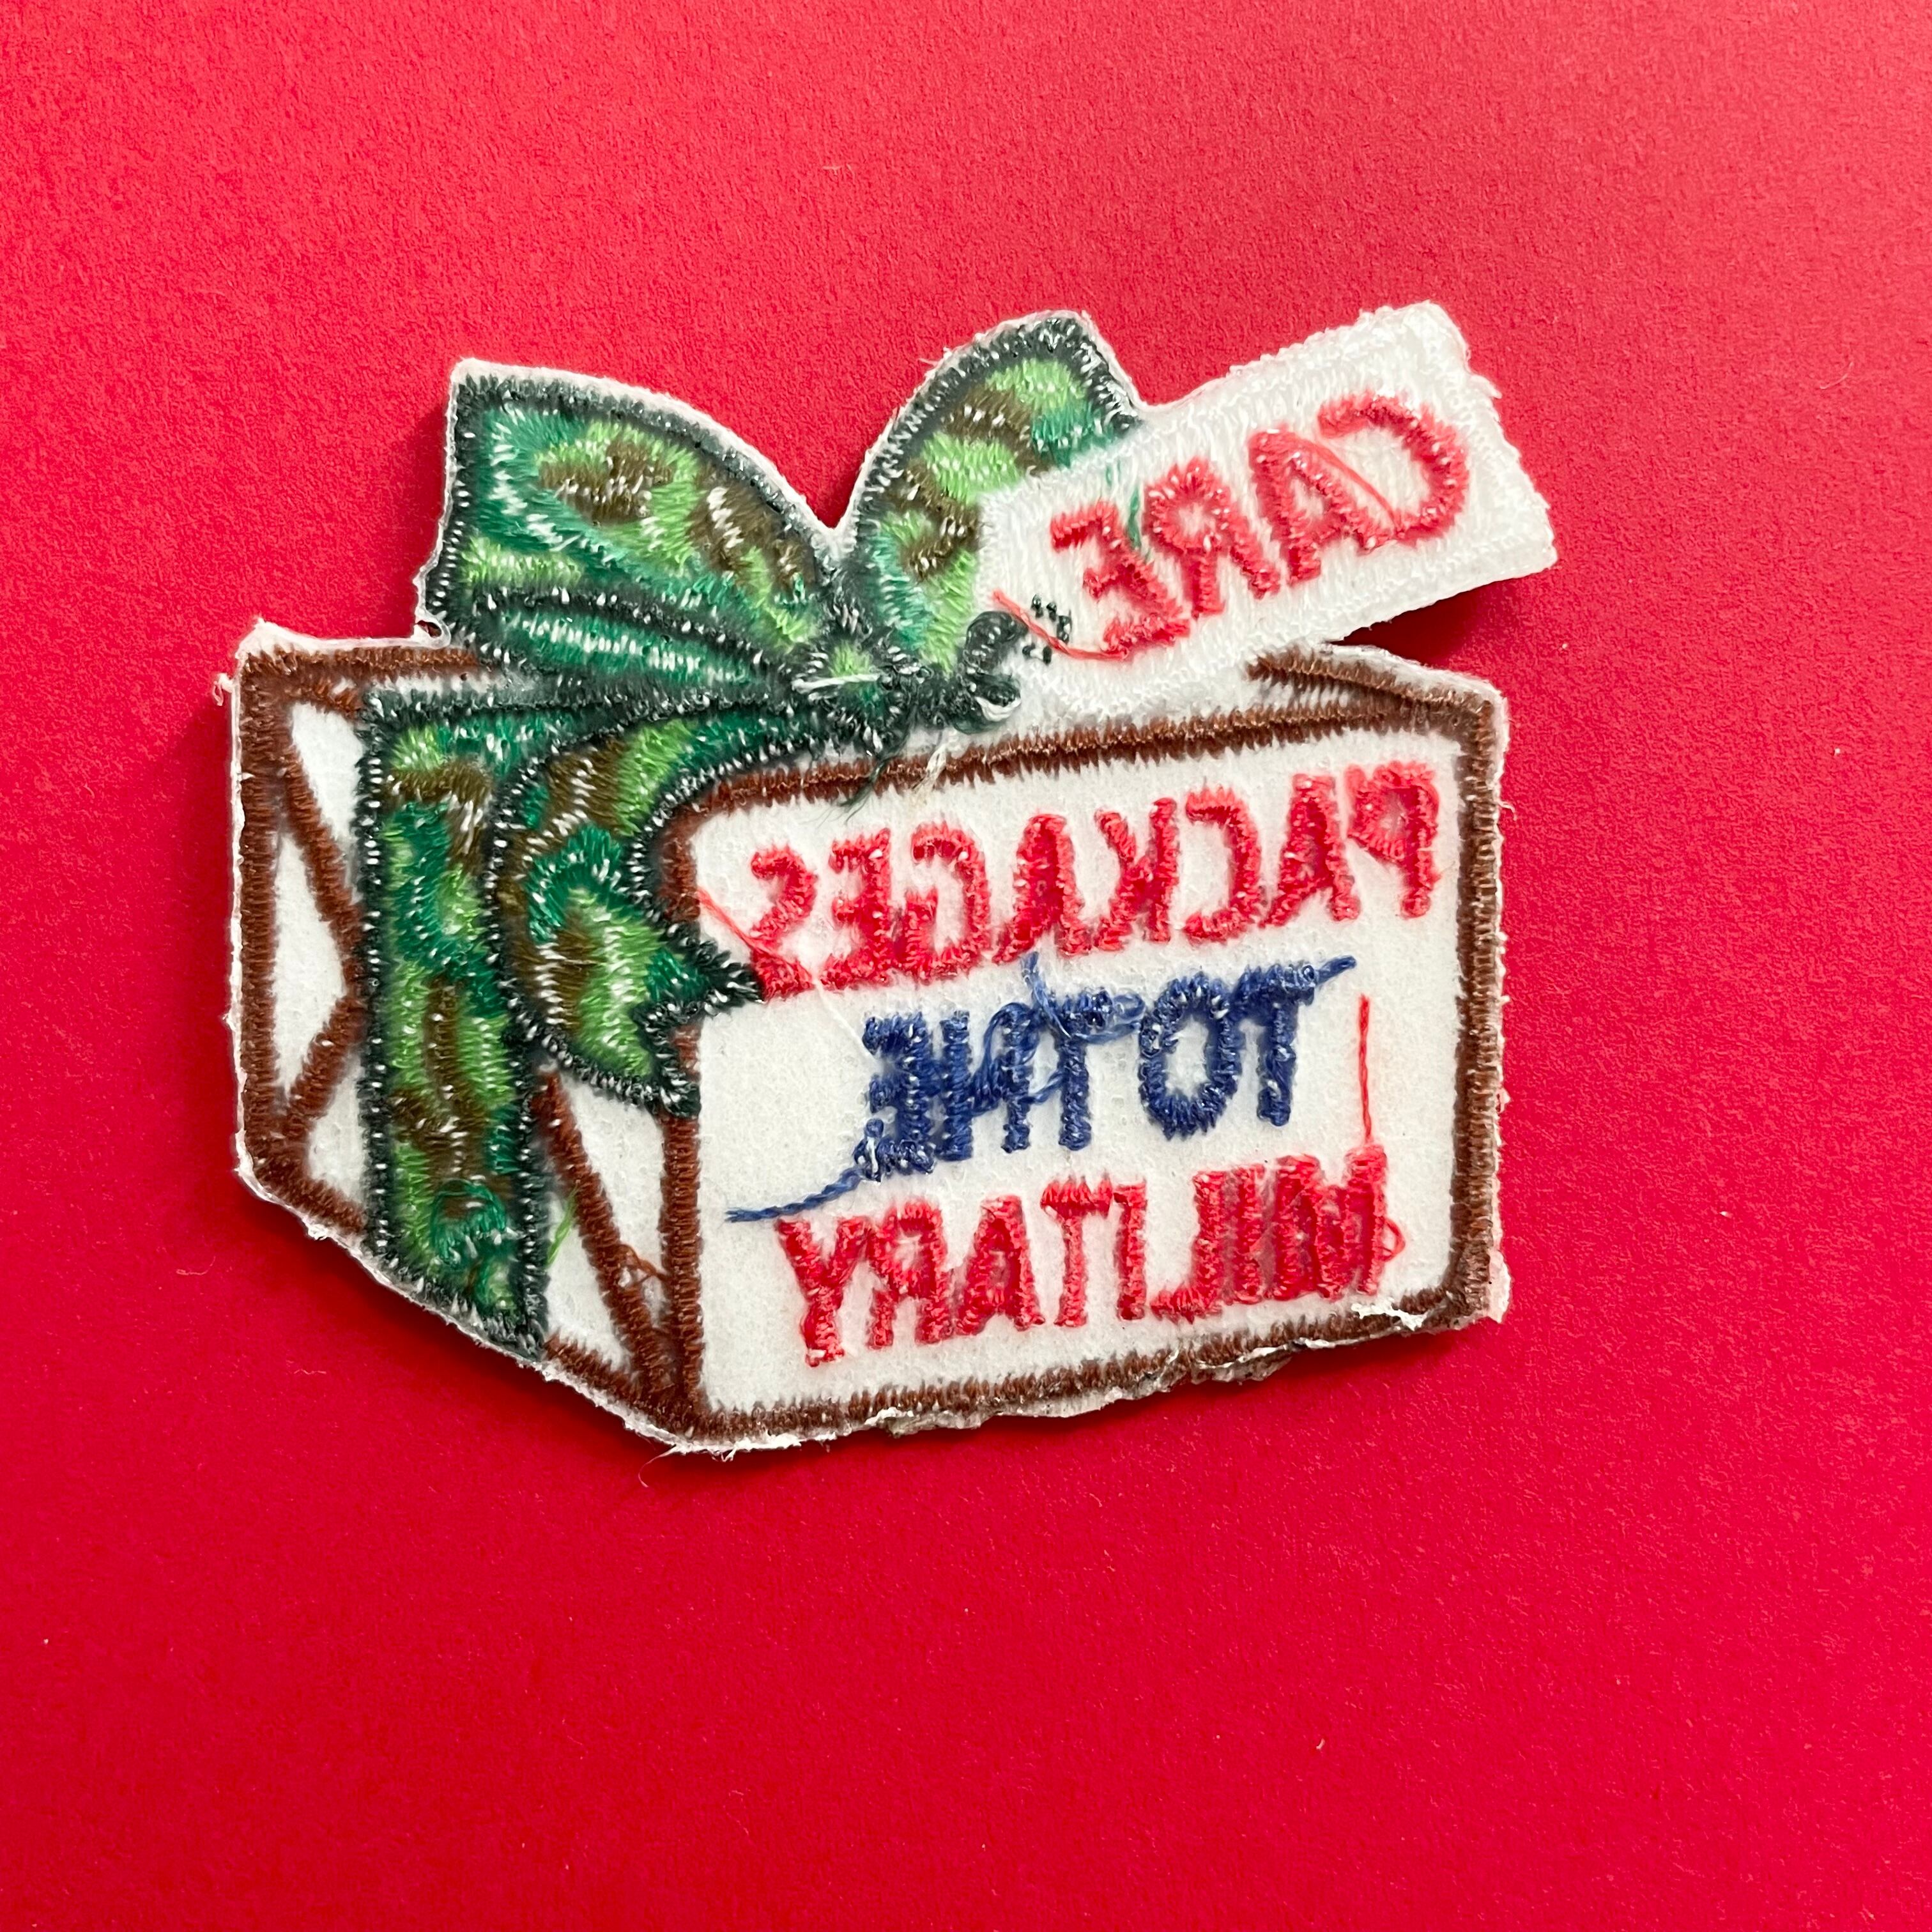 CARE
PACKAGES
TO THE
MILITARY